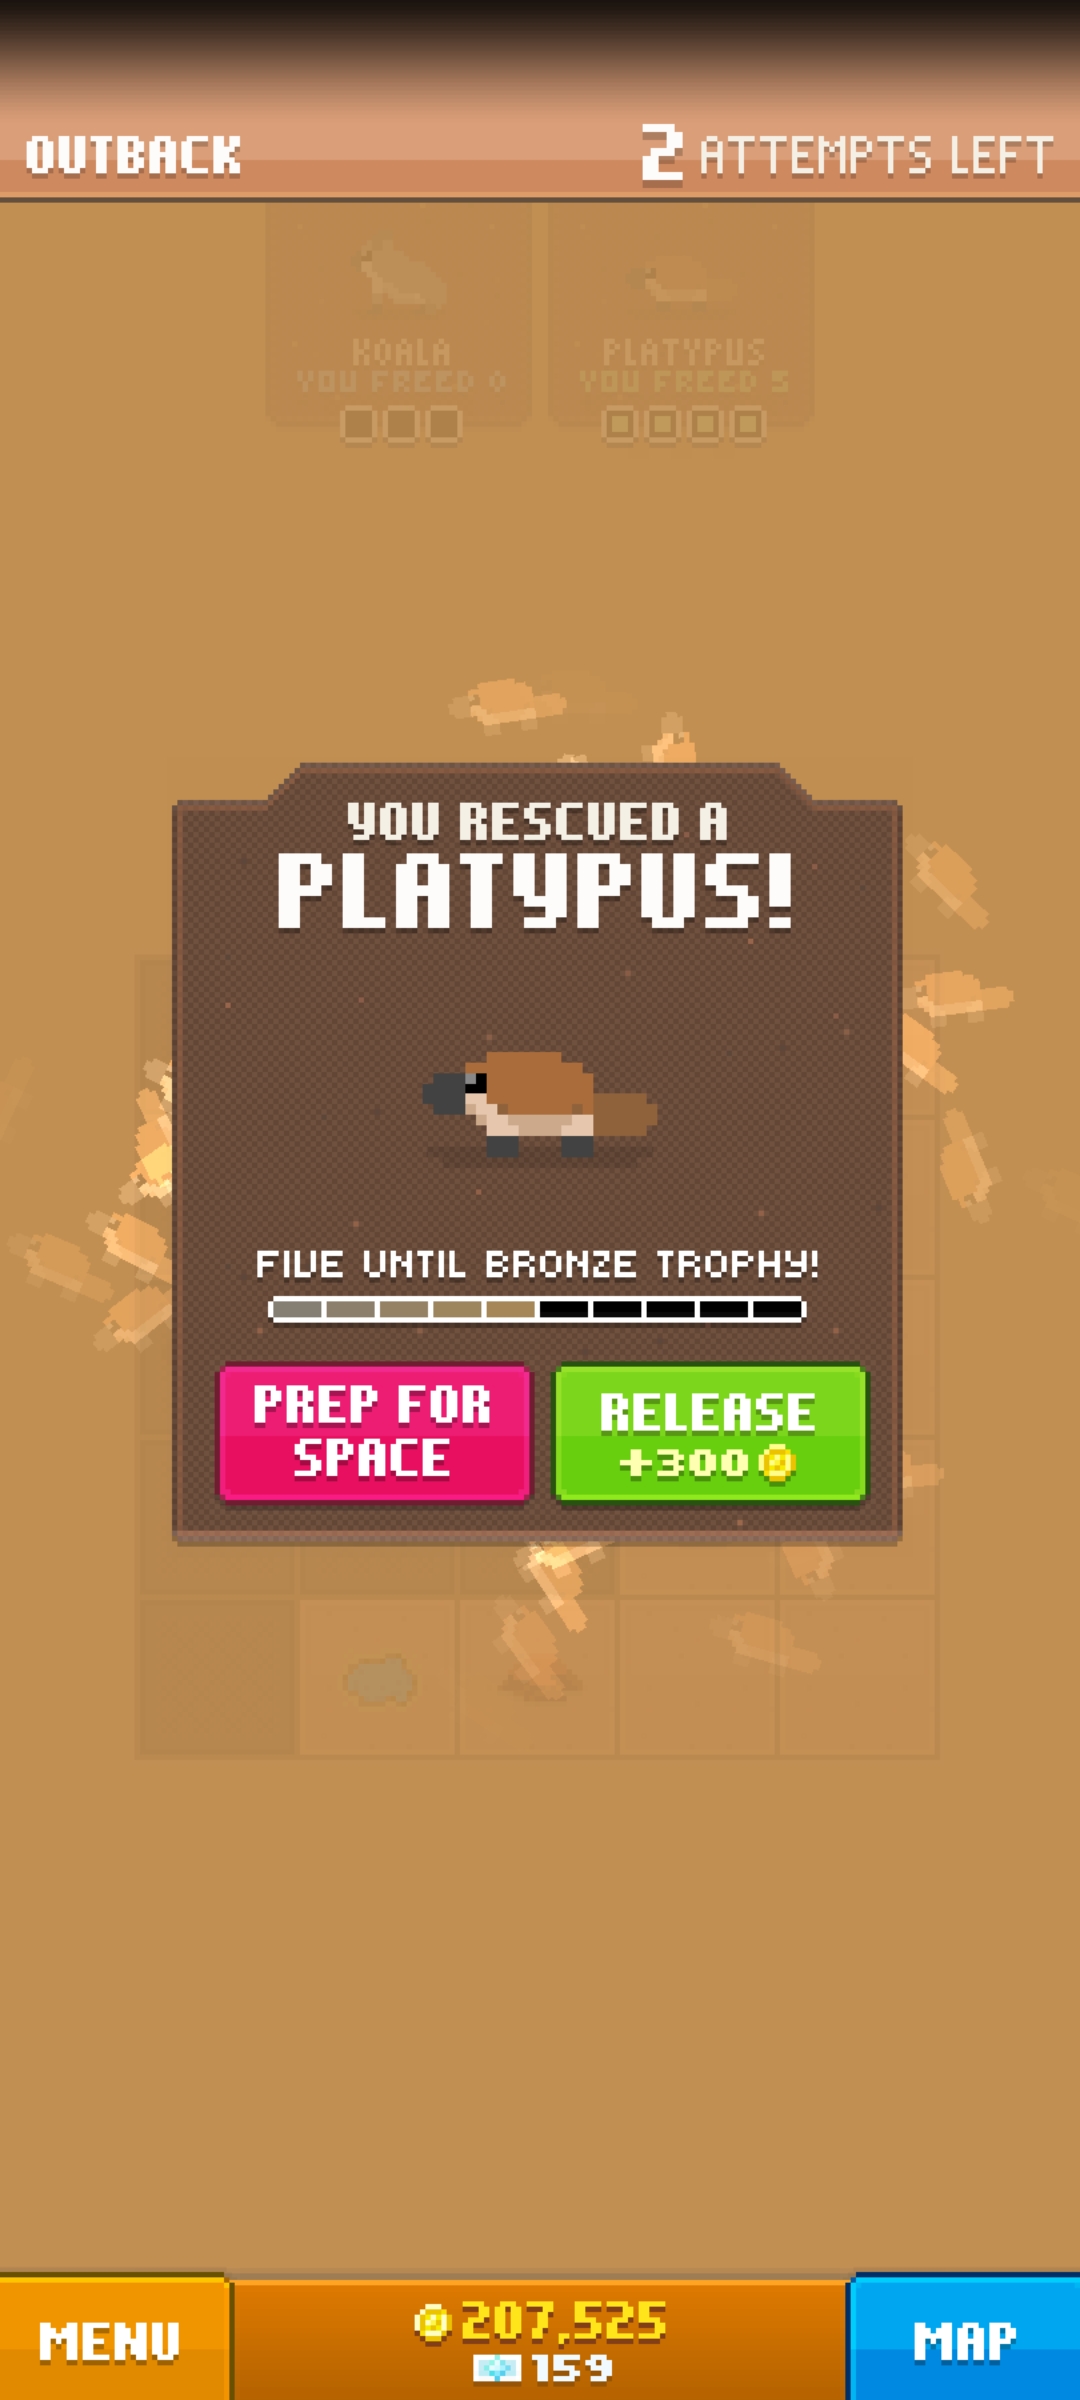 OUTBACK
2 ATTEMPTS LEFT
KOALA
YOU FREED 0
PLATYPUS
YOU FREED 5
YOU RESCUED A
PLATYPUS!
FIVE UNTIL BRONZE TROPHY!
PREP FOR
SPACE
RELEASE
+300
MENU
207,525
159
MAP